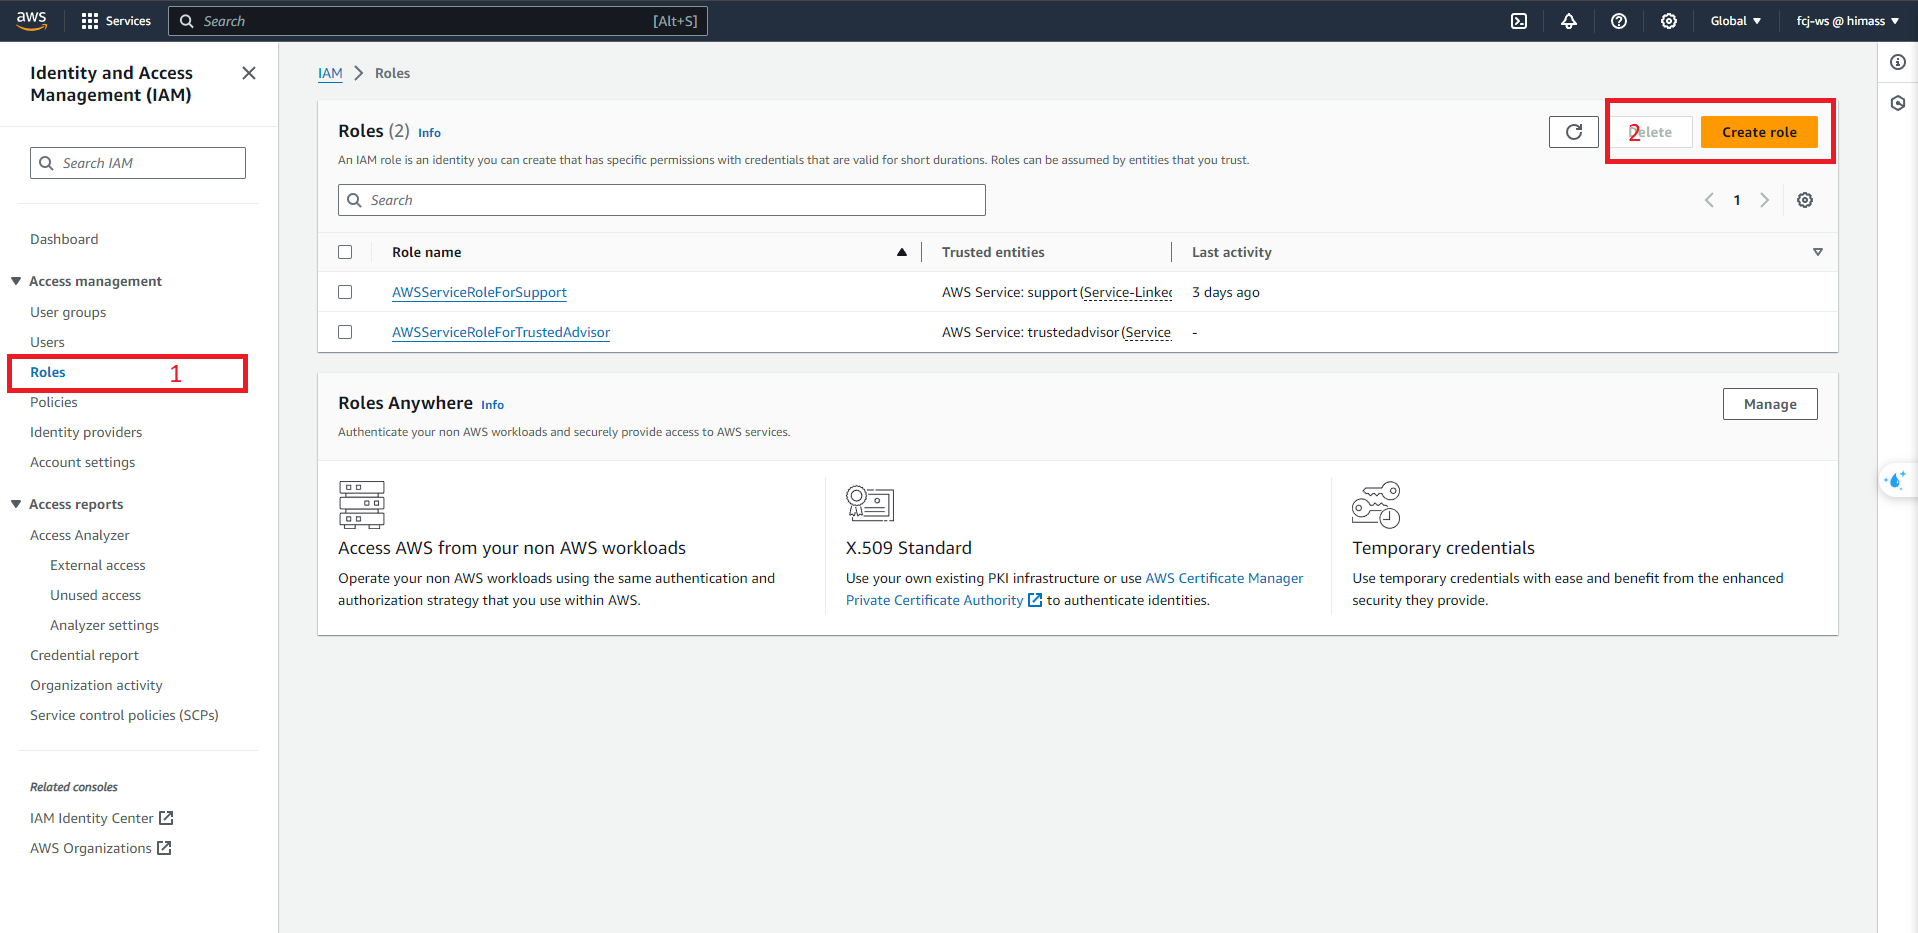 aws
Services
Search
[Alt+S]
Global
fcj-ws @ himass
Identity and Access
Management (IAM)
Search IAM
Dashboard
Access management
User groups
Users
Roles
1
Policies
Identity providers
Account settings
Access reports
Access Analyzer
External access
Unused access
Analyzer settings
Credential report
Organization activity
Service control policies (SCPs)
Related consoles
IAM Identity Center
AWS Organizations
IAM
Roles
Roles (2) Info
2
Delete
Create role
An IAM role is an identity you can create that has specific permissions with credentials that are valid for short durations. Roles can be assumed by entities that you trust.
Search
1
Role name
Trusted entities
Last activity
AWSServiceRoleForSupport
AWS Service: support (Service-Linked
3 days ago
AWSServiceRoleForTrustedAdvisor
AWS Service: trustedadvisor (Service
-
Roles Anywhere Info
Manage
Authenticate your non AWS workloads and securely provide access to AWS services.
Access AWS from your non AWS workloads
Operate your non AWS workloads using the same authentication and
authorization strategy that you use within AWS.
X.509 Standard
Use your own existing PKI infrastructure or use AWS Certificate Manager
Private Certificate Authority to authenticate identities.
Temporary credentials
Use temporary credentials with ease and benefit from the enhanced
security they provide.